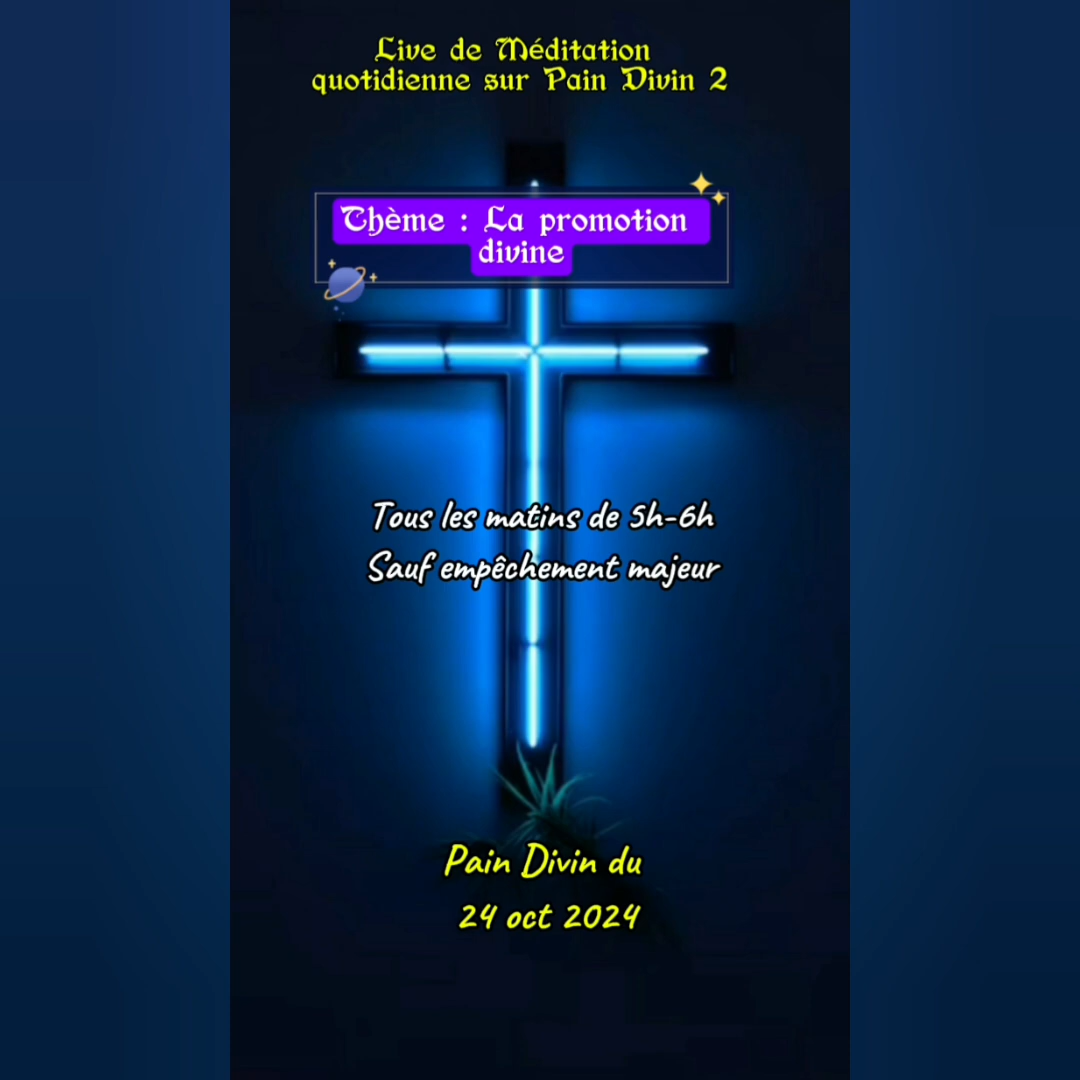 Live de Méditation
quotidienne sur Pain Divin 2
Thème : La promotion
divine
Tous les matins de 5h-6h
Sauf empêchement majeur
Pain Divin du
24 oct 2024